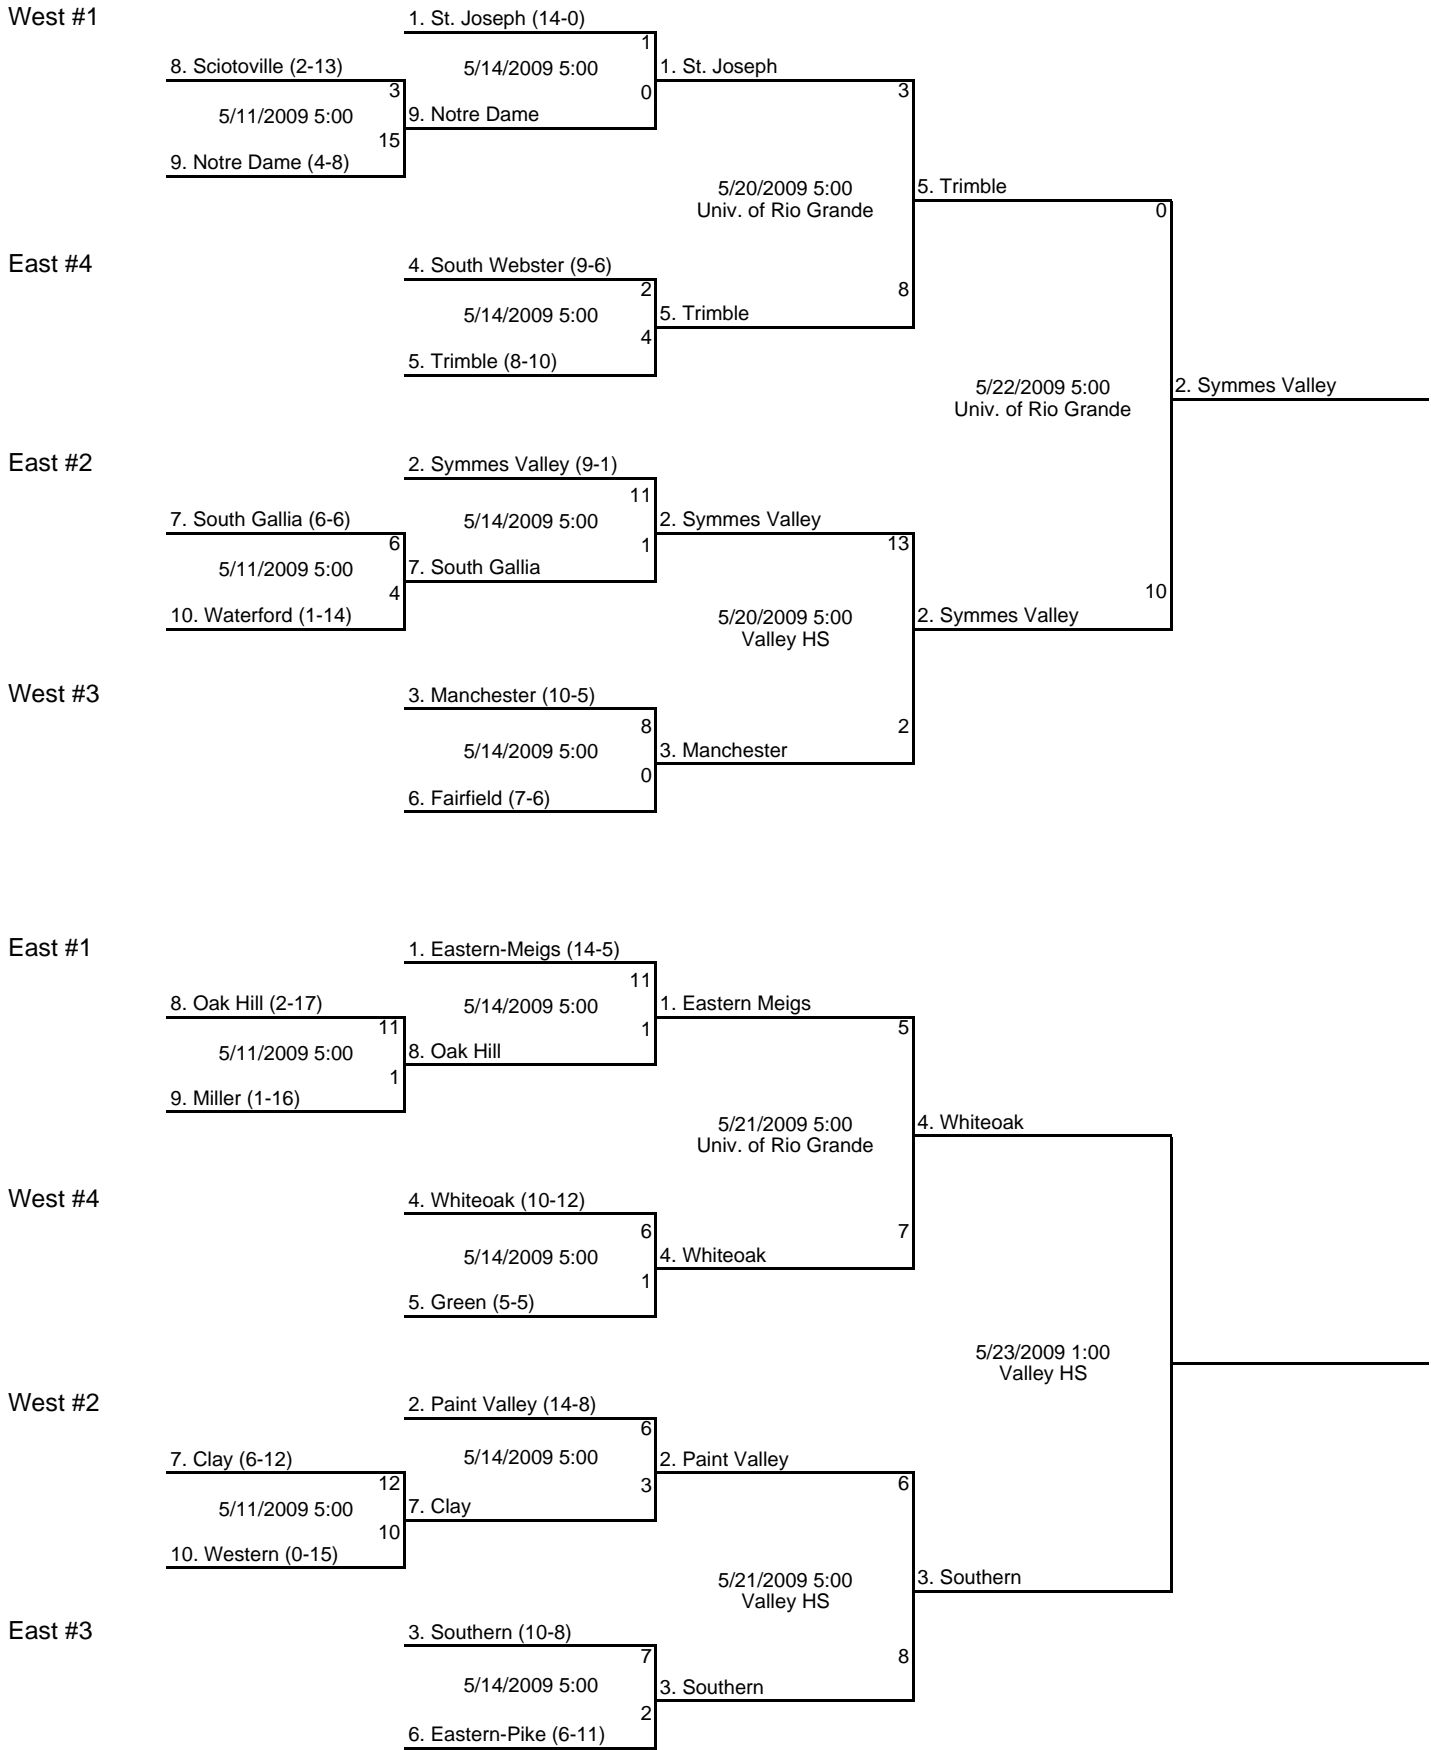 West #1
1. St. Joseph (14-0)
1
8. Sciotoville (2-13)
5/14/2009 5:00
1. St. Joseph
3
0
3
5/11/2009 5:00
9. Notre Dame
15
9. Notre Dame (4-8)
5/20/2009 5:00
Univ. of Rio Grande
5. Trimble
0
East #4
4. South Webster (9-6)
2
8
5/14/2009 5:00
5. Trimble
4
5. Trimble (8-10)
5/22/2009 5:00
Univ. of Rio Grande
2. Symmes Valley
East #2
2. Symmes Valley (9-1)
11
7. South Gallia (6-6)
5/14/2009 5:00
2. Symmes Valley
6
1
13
5/11/2009 5:00
7. South Gallia
4
10
10. Waterford (1-14)
5/20/2009 5:00
Valley HS
2. Symmes Valley
West #3
3. Manchester (10-5)
8
2
5/14/2009 5:00
3. Manchester
0
6. Fairfield (7-6)
East #1
1. Eastern-Meigs (14-5)
11
8. Oak Hill (2-17)
5/14/2009 5:00
1. Eastern Meigs
11
1
5
5/11/2009 5:00
8. Oak Hill
1
9. Miller (1-16)
5/21/2009 5:00
Univ. of Rio Grande
4. Whiteoak
West #4
4. Whiteoak (10-12)
6
7
5/14/2009 5:00
4. Whiteoak
1
5. Green (5-5)
5/23/2009 1:00
Valley HS
West #2
2. Paint Valley (14-8)
6
7. Clay (6-12)
5/14/2009 5:00
2. Paint Valley
12
3
6
5/11/2009 5:00
7. Clay
10
10. Western (0-15)
5/21/2009 5:00
Valley HS
3. Southern
East #3
3. Southern (10-8)
7
8
5/14/2009 5:00
3. Southern
2
6. Eastern-Pike (6-11)